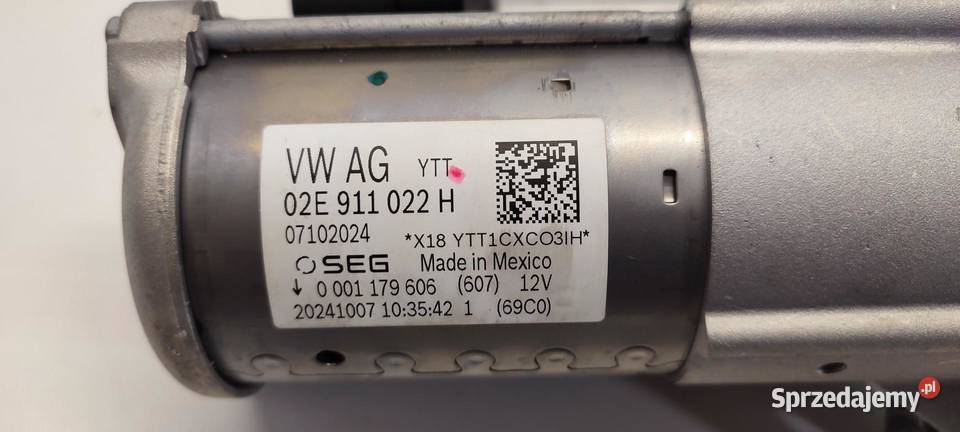 VW AG YTT
02E 911 022 H
07102024 *X18 YTT1CXCO3IH*
SEG Made in Mexico
↓ 0 001 179 606 (607) 12V
20241007 10:35:42 1 (69C0)
Sprzedajemy.pl